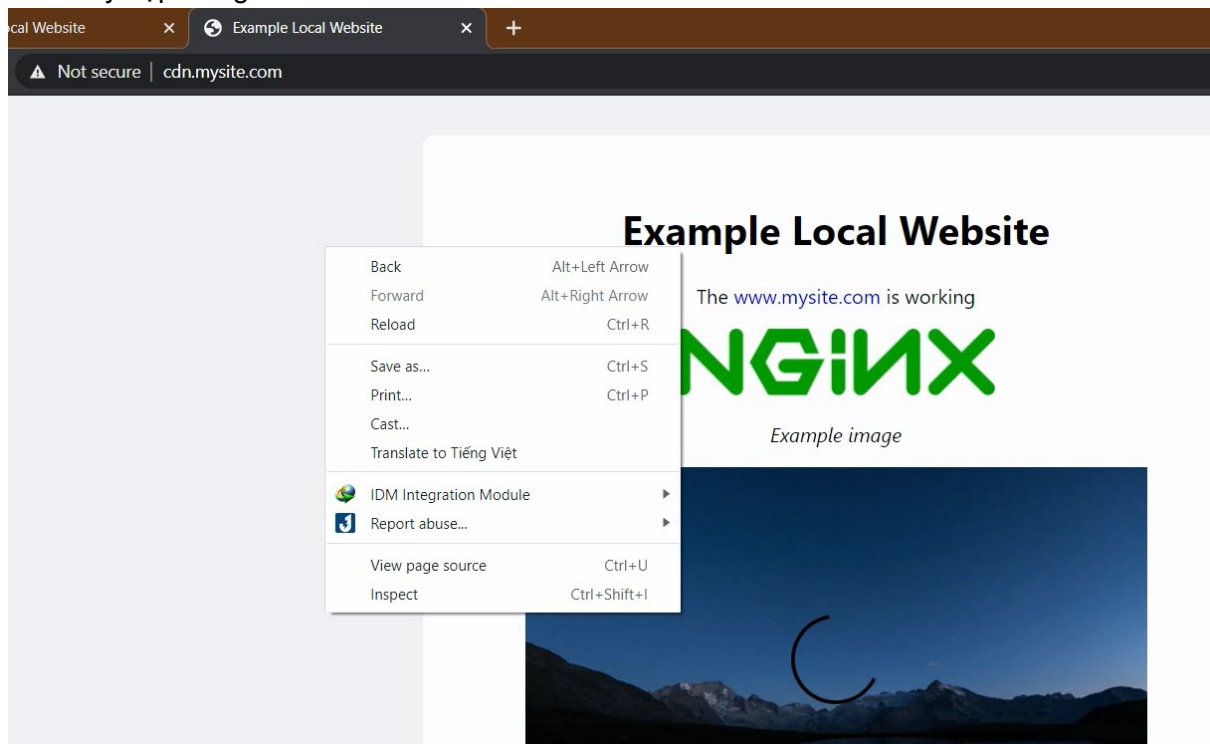 cal Website
Example Local Website
Not secure | cdn.mysite.com
Example Local Website
The www.mysite.com is working
NGiNX
Example image
Back Alt+Left Arrow
Forward Alt+Right Arrow
Reload Ctrl+R
Save as... Ctrl+S
Print... Ctrl+P
Cast...
Translate to Tiếng Việt
IDM Integration Module
Report abuse...
View page source Ctrl+U
Inspect Ctrl+Shift+I